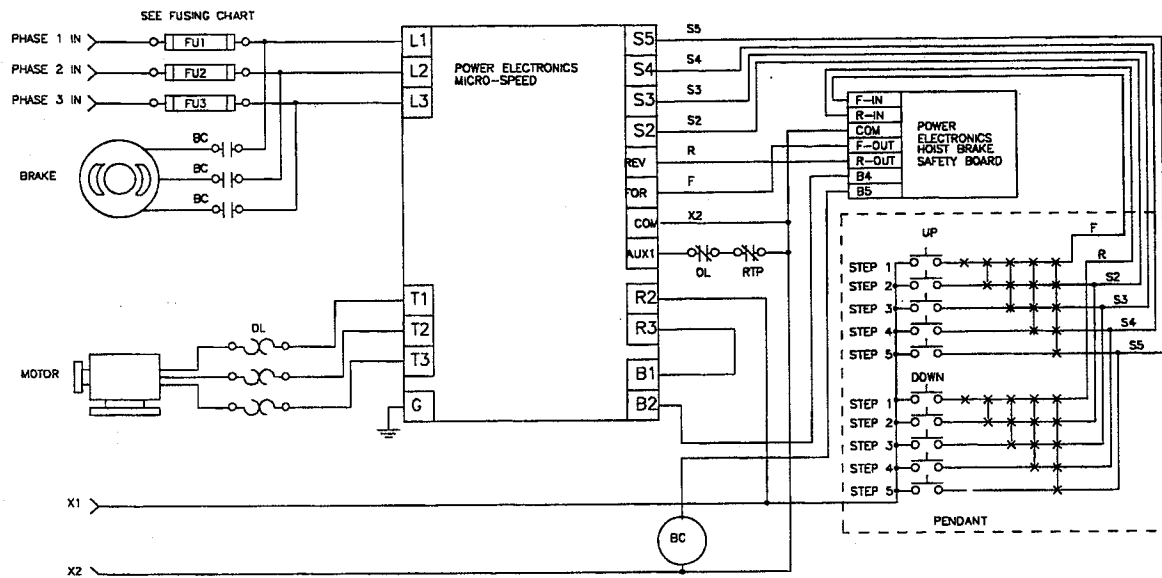 SEE FUSING CHART
PHASE 1 IN
FU1
PHASE 2 IN
FU2
PHASE 3 IN
FU3
BRAKE
BC
BC
BC
L1
L2
L3
POWER ELECTRONICS
MICRO-SPEED
S5
S4
S3
S2
REV
FOR
COM
AUX1
R2
R3
B1
B2
T1
T2
T3
G
S5
S4
S3
S2
R
F
X2
OL
RTP
F-IN
R-IN
COM
F-OUT
R-OUT
B4
B5
POWER
ELECTRONICS
HOIST BRAKE
SAFETY BOARD
OL
MOTOR
UP
STEP 1
STEP 2
STEP 3
STEP 4
STEP 5
F
R
S2
S3
S4
S5
DOWN
STEP 1
STEP 2
STEP 3
STEP 4
STEP 5
PENDANT
X1
BC
X2